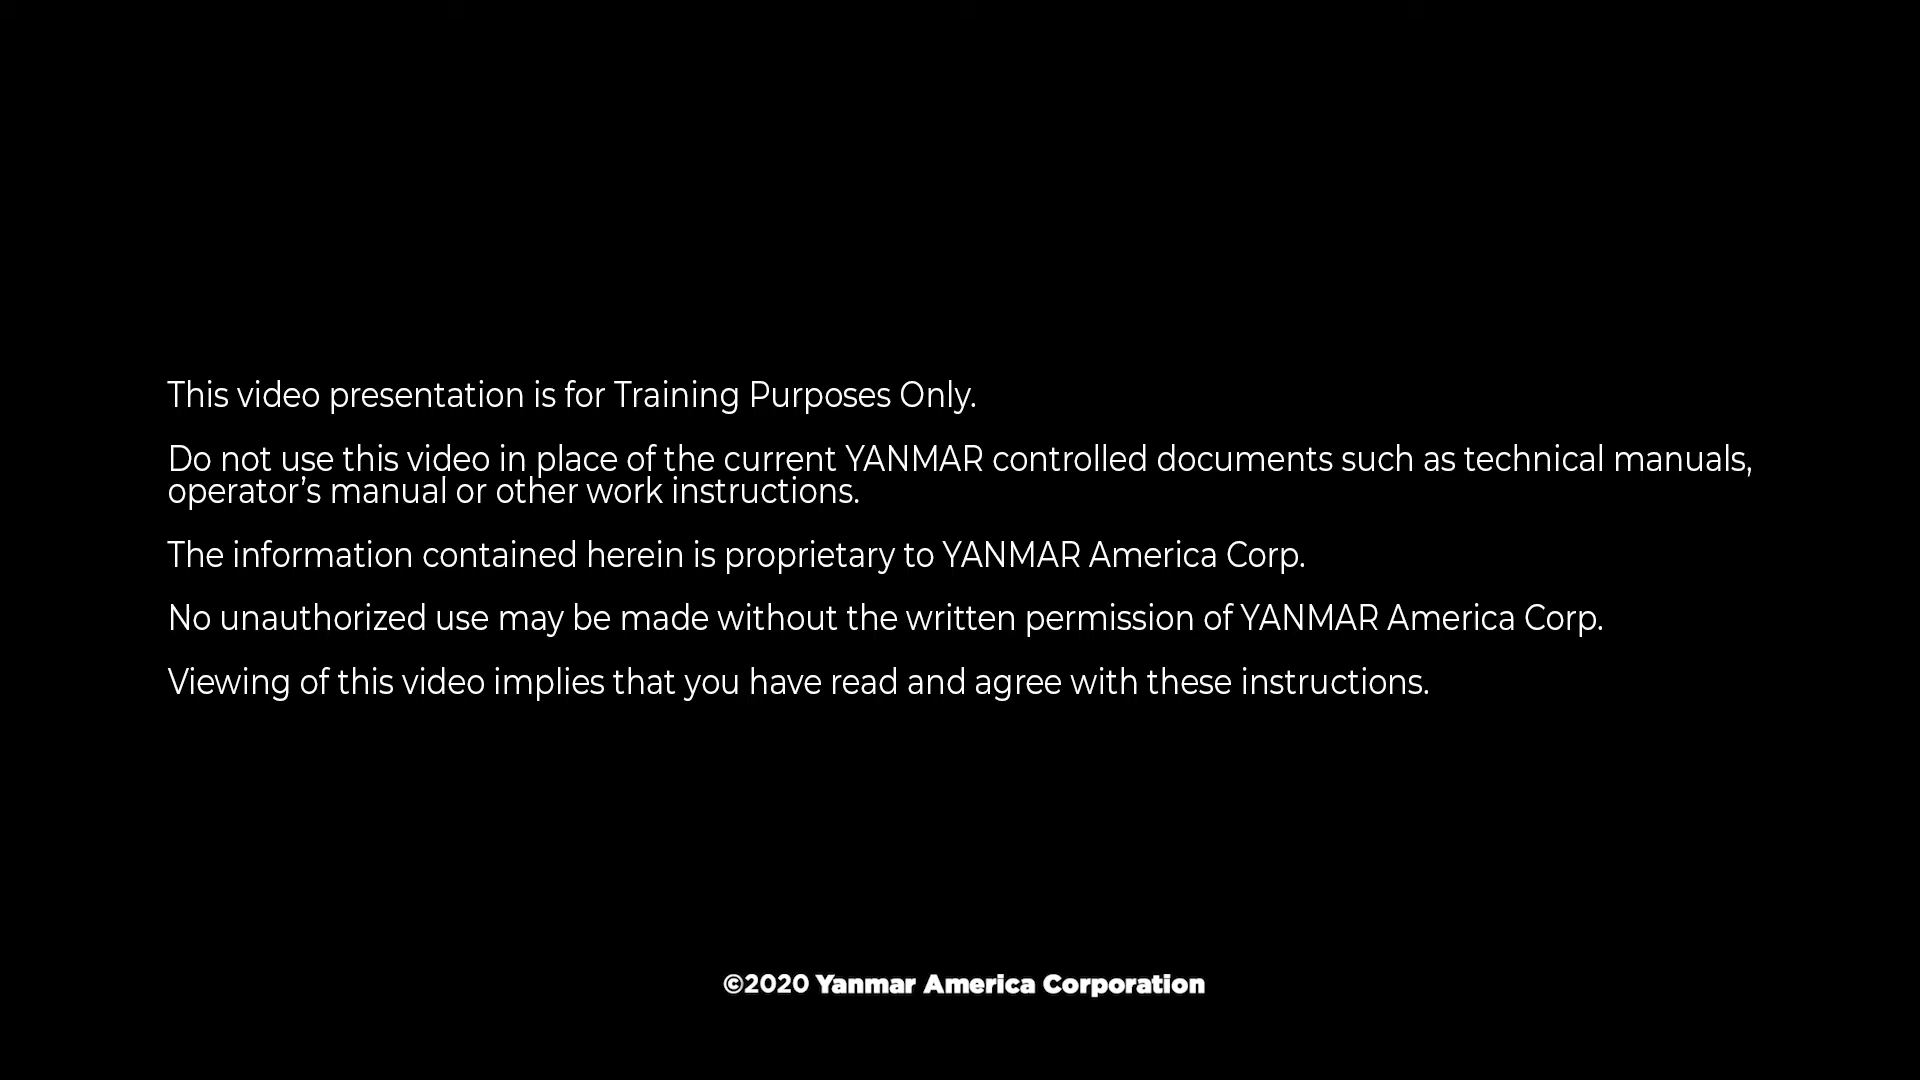 This video presentation is for Training Purposes Only.
Do not use this video in place of the current YANMAR controlled documents such as technical manuals,
operator’s manual or other work instructions.
The information contained herein is proprietary to YANMAR America Corp.
No unauthorized use may be made without the written permission of YANMAR America Corp.
Viewing of this video implies that you have read and agree with these instructions.
©2020 Yanmar America Corporation